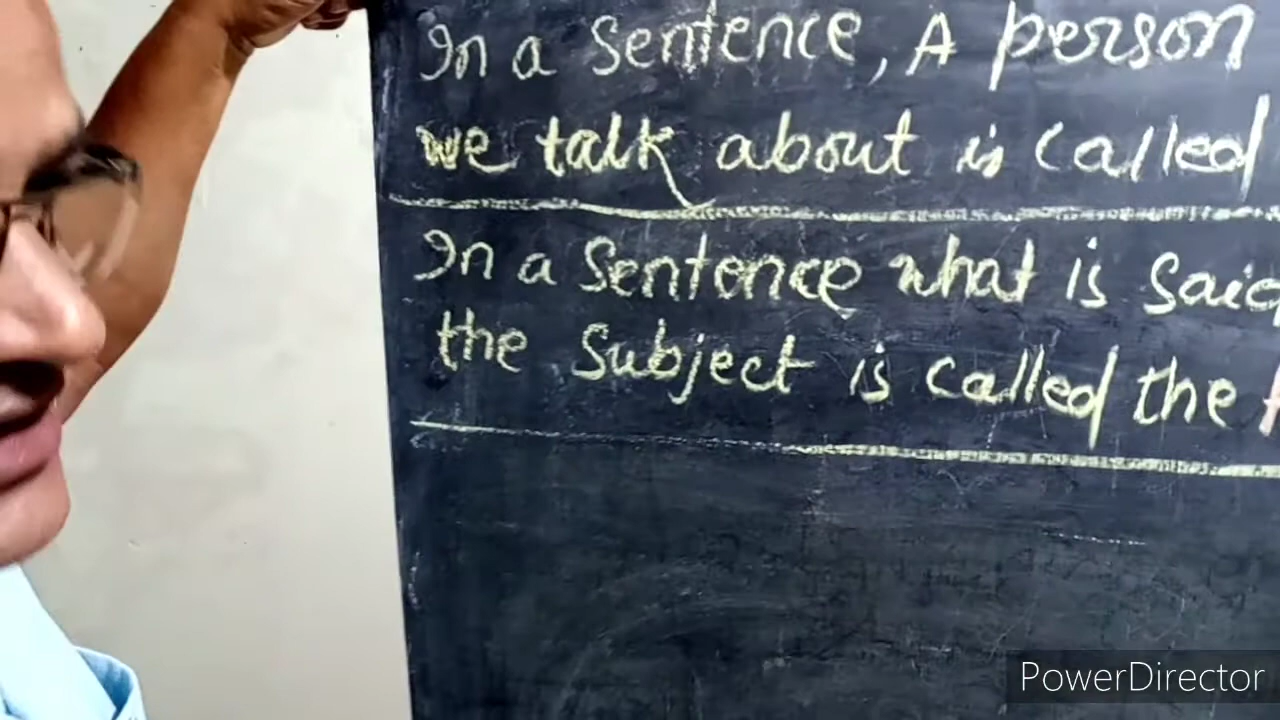 In a Sentence, A person
we talk about is called
In a Sentence what is Said
the Subject is called the
PowerDirector